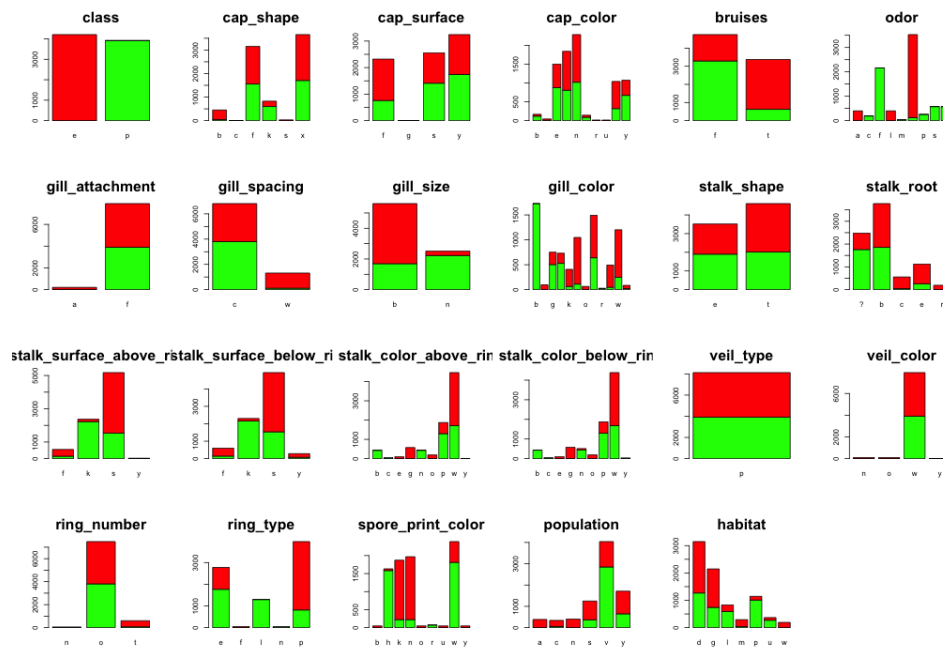 class
3000
1000
0
e p
cap_shape
3000
2000
1000
0
b c f k s x
cap_surface
3000
2000
1000
0
f g s y
cap_color
1500
500
0
b e n r u y
bruises
3000
1000
0
f t
odor
3000
2000
1000
0
a c f l m p s
gill_attachment
6000
2000
0
a f
gill_spacing
6000
4000
2000
0
c w
gill_size
4000
2000
0
b n
gill_color
1500
500
0
b g k o r w
stalk_shape
3000
1000
0
e t
stalk_root
3000
1000
0
? b c e r
stalk_surface_above_ri
5000
3000
1000
0
f k s y
stalk_surface_below_ri
5000
3000
1000
0
f k s y
stalk_color_above_rin
3000
1000
0
b c e g n o p w y
stalk_color_below_rin
3000
1000
0
b c e g n o p w y
veil_type
8000
4000
2000
0
p
veil_color
6000
2000
0
n o w y
ring_number
6000
4000
2000
0
n o t
ring_type
3000
1000
0
e f l n p
spore_print_color
1500
500
0
b h k n o r u w y
population
3000
1000
0
a c n s v y
habitat
3000
2000
1000
0
d g l m p u w